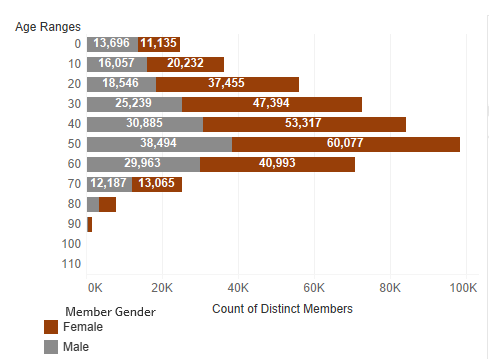 Age Ranges
0 13,696 11,135
10 16,057 20,232
20 18,546 37,455
30 25,239 47,394
40 30,885 53,317
50 38,494 60,077
60 29,963 40,993
70 12,187 13,065
80
90
100
110
0K 20K 40K 60K 80K 100K
Count of Distinct Members
Member Gender
Female
Male